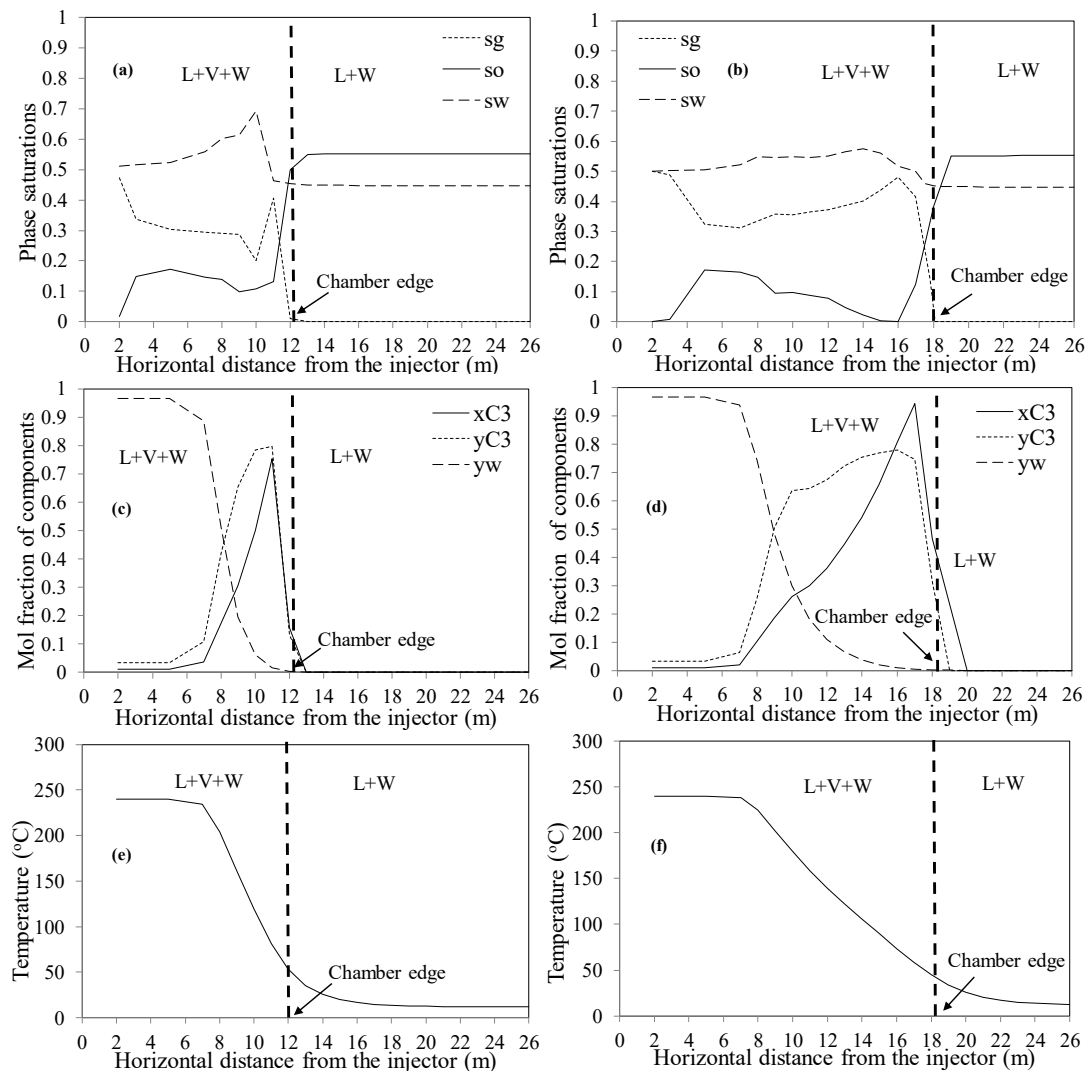 Phase saturations
1
0.9
0.8
0.7
0.6
0.5
0.4
0.3
0.2
0.1
0
(a)
L+V+W
L+W
sg
so
sw
Chamber edge
0 2 4 6 8 10 12 14 16 18 20 22 24 26
Horizontal distance from the injector (m)
Phase saturations
1
0.9
0.8
0.7
0.6
0.5
0.4
0.3
0.2
0.1
0
sg
so
sw
(b)
L+V+W
L+W
Chamber edge
0 2 4 6 8 10 12 14 16 18 20 22 24 26
Horizontal distance from the injector (m)
Mol fraction of components
1
0.9
0.8
0.7
0.6
0.5
0.4
0.3
0.2
0.1
0
L+V+W
L+W
(c)
xC3
yC3
yw
Chamber edge
0 2 4 6 8 10 12 14 16 18 20 22 24 26
Horizontal distance from the injector (m)
Mol fraction of components
1
0.9
0.8
0.7
0.6
0.5
0.4
0.3
0.2
0.1
0
L+V+W
xC3
yC3
yw
(d)
L+W
Chamber edge
0 2 4 6 8 10 12 14 16 18 20 22 24 26
Horizontal distance from the injector (m)
Temperature (°C)
300
250
200
150
100
50
0
L+V+W
L+W
(e)
Chamber edge
0 2 4 6 8 10 12 14 16 18 20 22 24 26
Horizontal distance from the injector (m)
Temperature (°C)
300
250
200
150
100
50
0
L+V+W
L+W
(f)
Chamber edge
0 2 4 6 8 10 12 14 16 18 20 22 24 26
Horizontal distance from the injector (m)